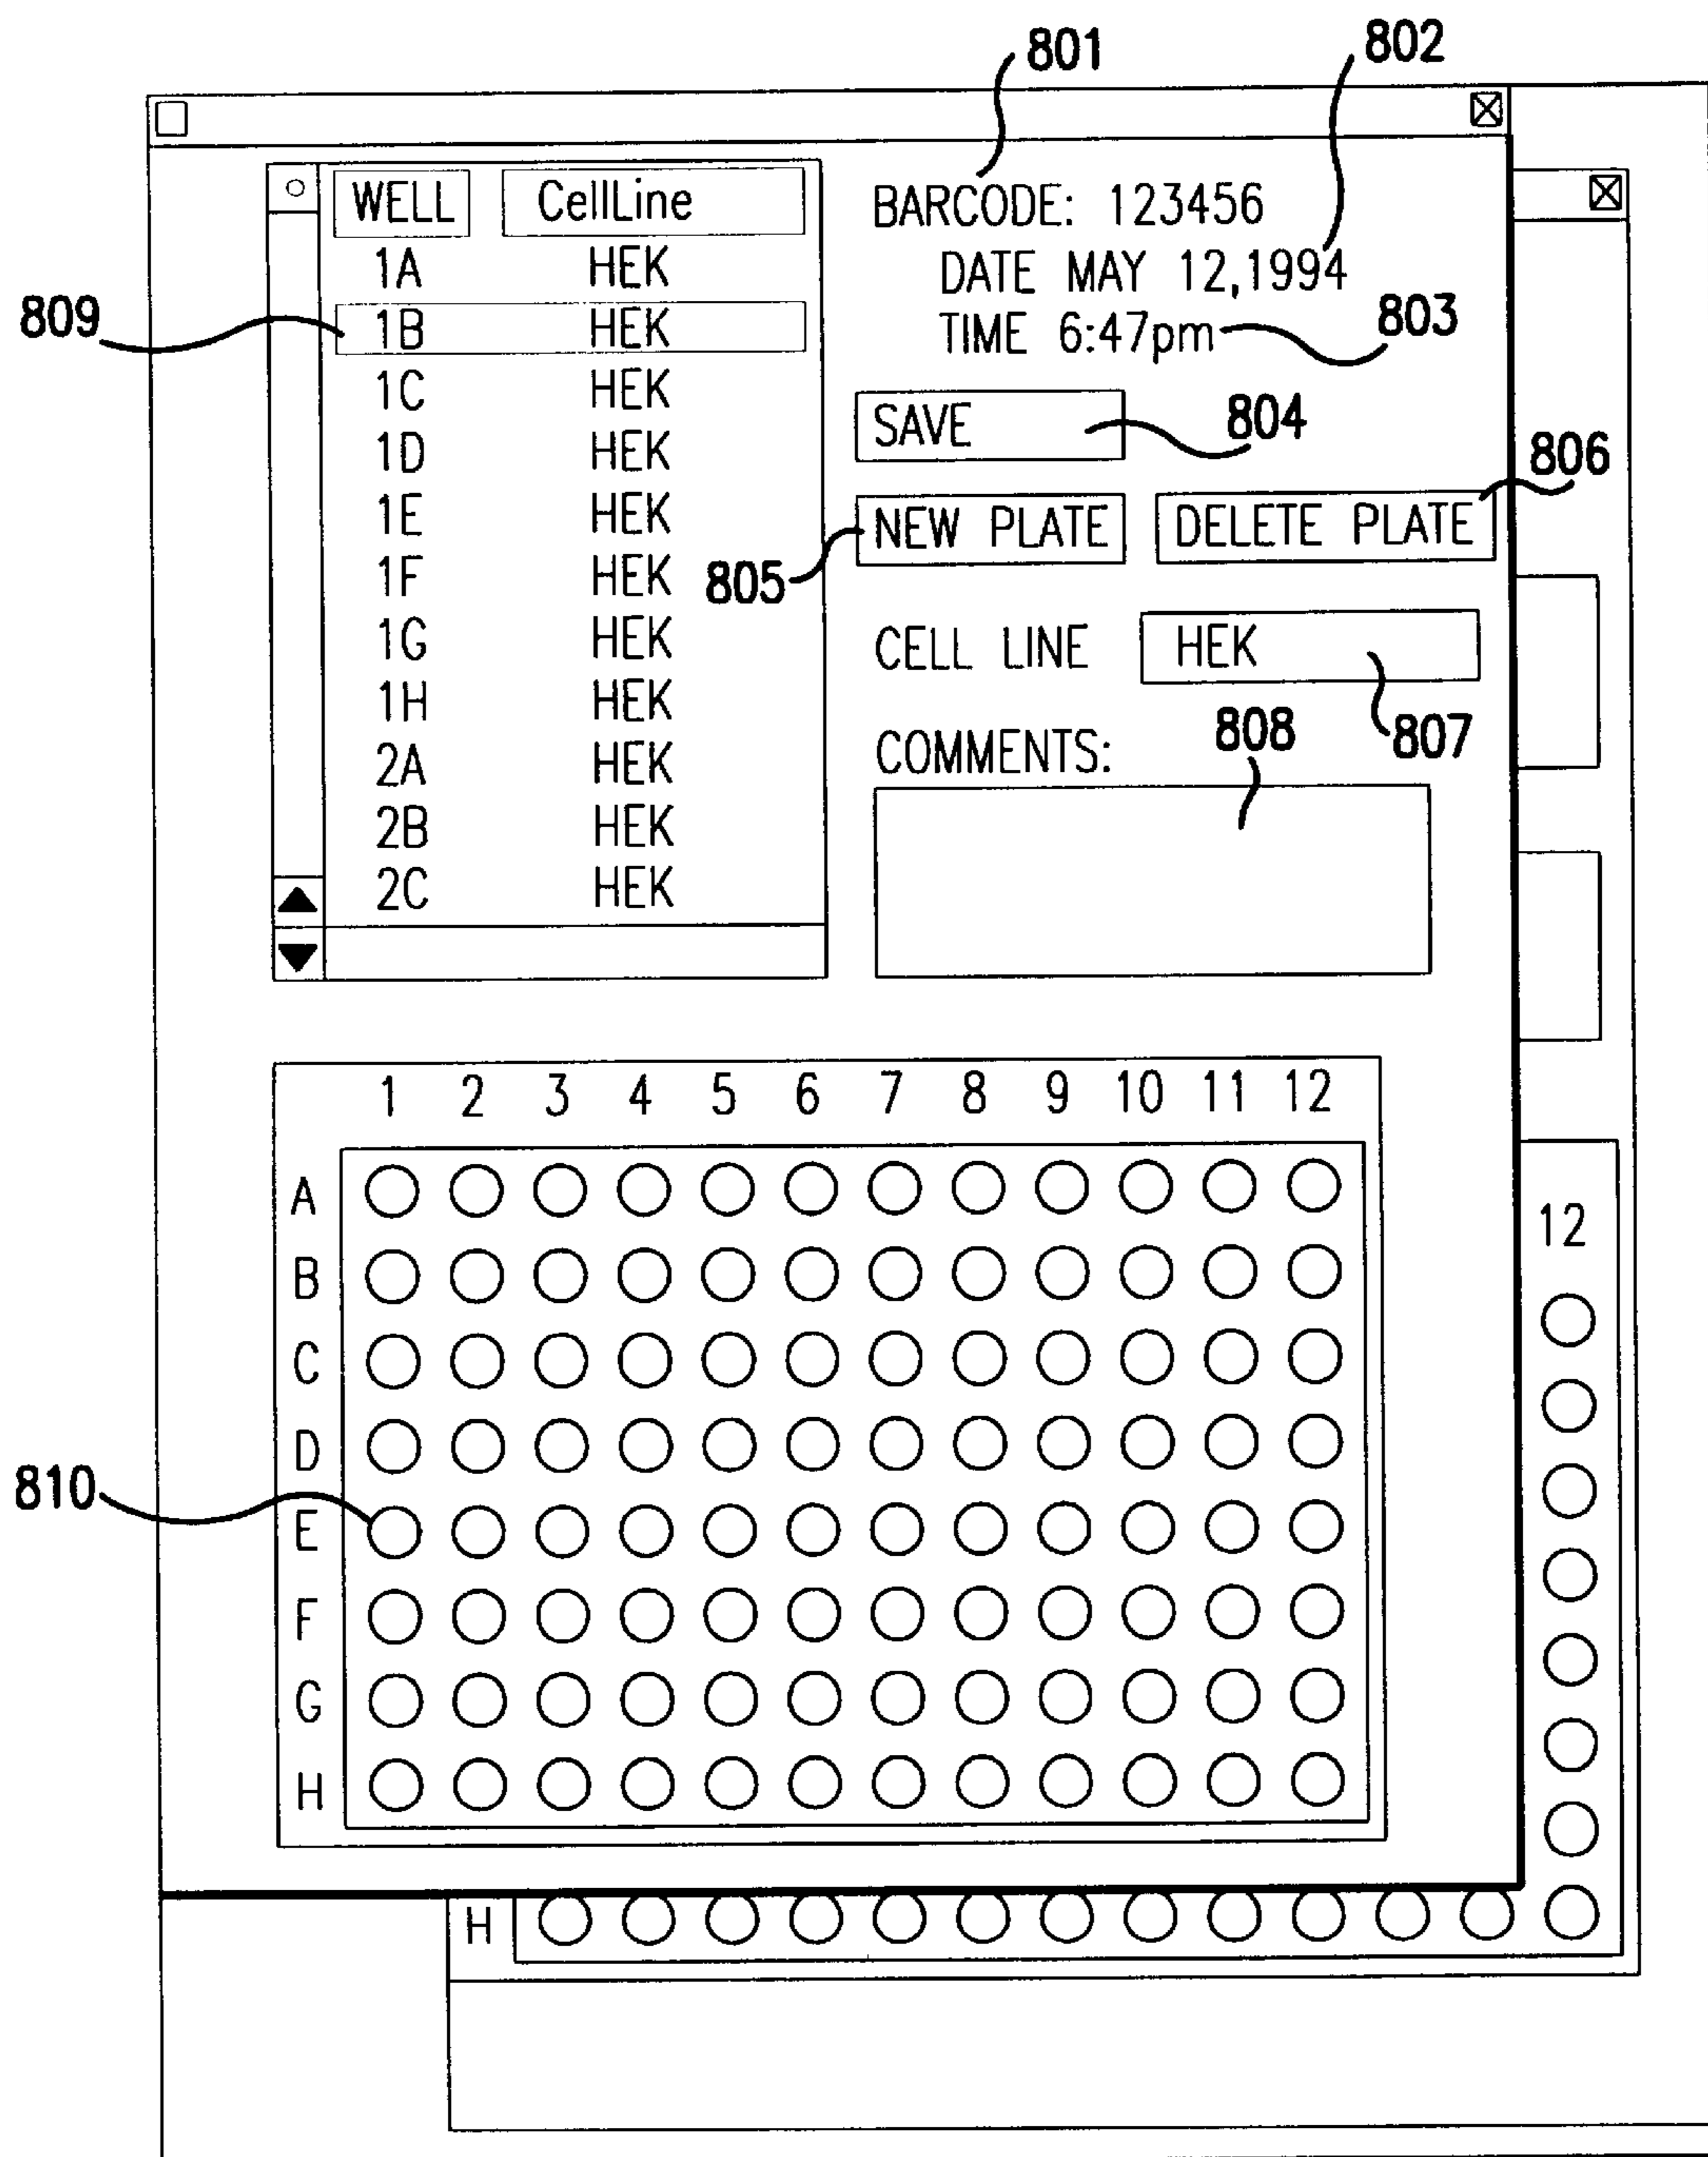 801
802
WELL CellLine
1A HEK
1B HEK
1C HEK
1D HEK
1E HEK
1F HEK
1G HEK
1H HEK
2A HEK
2B HEK
2C HEK
809
BARCODE: 123456
DATE MAY 12,1994
TIME 6:47pm
803
SAVE
804
806
NEW PLATE
DELETE PLATE
805
CELL LINE HEK
807
COMMENTS:
808
1 2 3 4 5 6 7 8 9 10 11 12
A
B
C
D
E
F
G
H
810
12
H